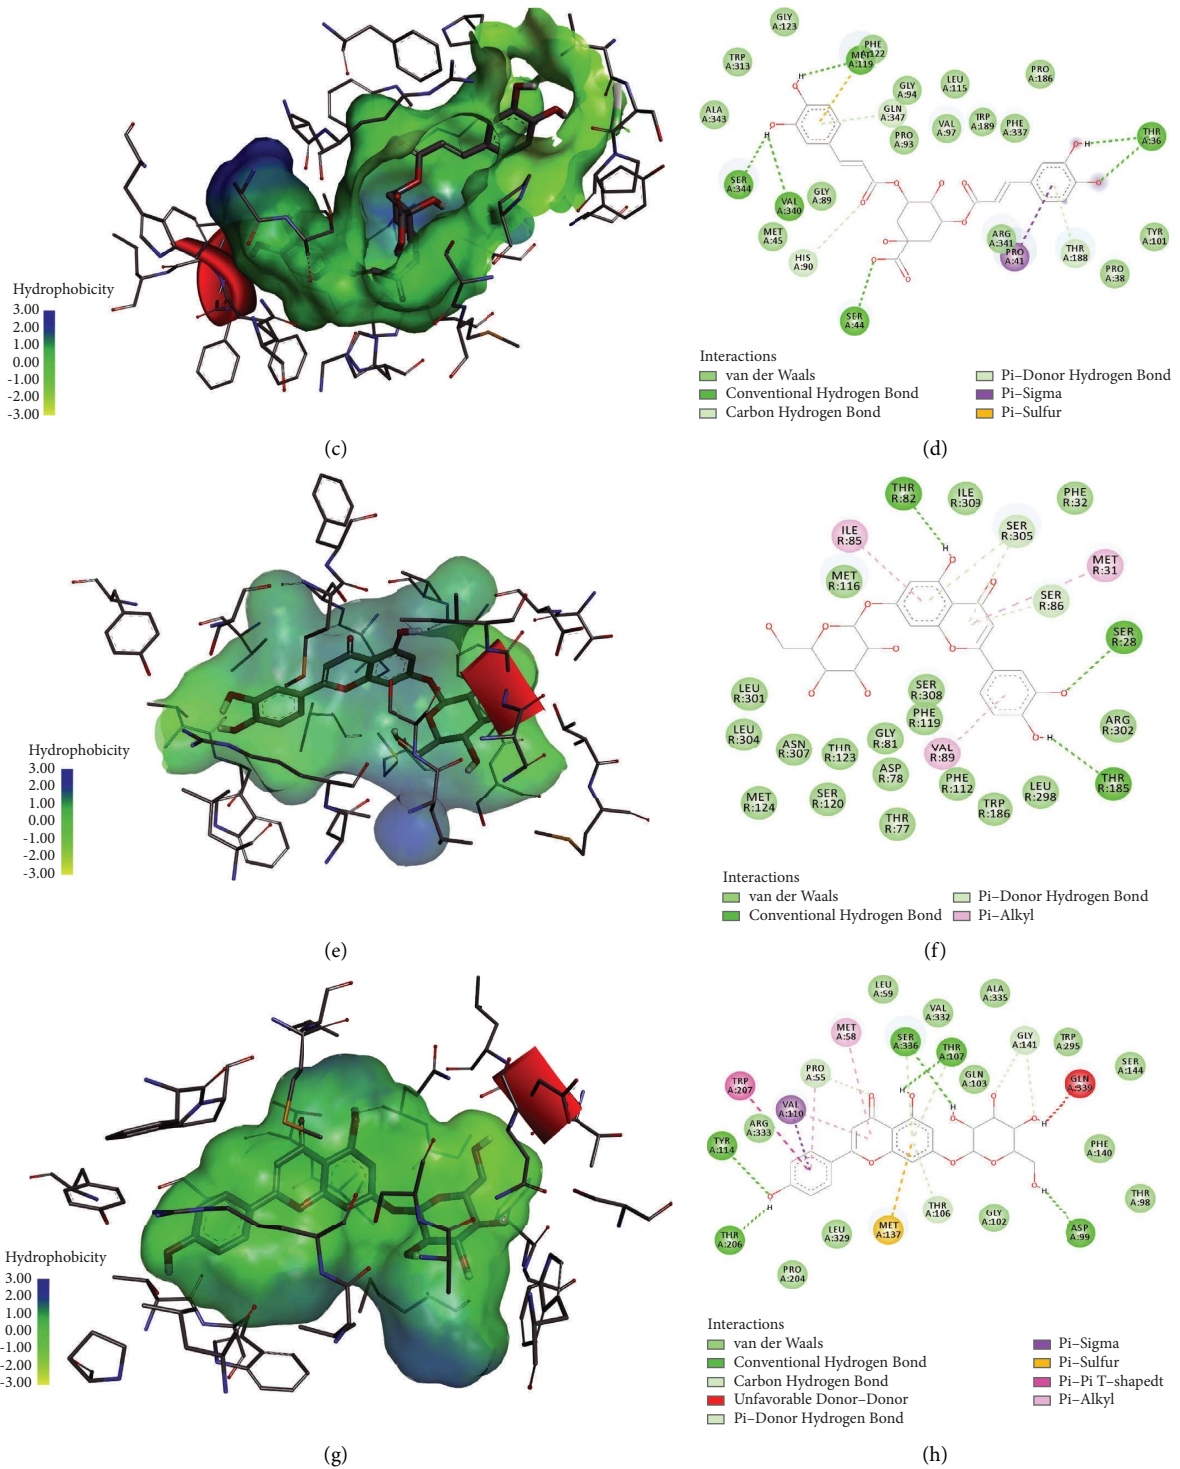 Hydrophobicity
3.00
2.00
1.00
0.00
-1.00
-2.00
-3.00
(c)
GLY
A:123
TRP
A:313
ALA
A:343
MET
A:119
PHE
A:122
GLY
A:94
LEU
A:115
PRO
A:186
GLN
A:347
PRO
A:93
VAL
A:97
TRP
A:189
PHE
A:337
THR
A:36
SER
A:344
VAL
A:340
GLY
A:89
MET
A:45
HIS
A:90
SER
A:44
ARG
A:341
PRO
A:41
THR
A:188
PRO
A:38
TYR
A:101
H
H
H
Interactions
van der Waals
Conventional Hydrogen Bond
Carbon Hydrogen Bond
Pi–Donor Hydrogen Bond
Pi–Sigma
Pi–Sulfur
(d)
Hydrophobicity
3.00
2.00
1.00
0.00
-1.00
-2.00
-3.00
(e)
THR
R:82
ILE
R:309
PHE
R:32
ILE
R:85
SER
R:305
MET
R:31
MET
R:116
SER
R:86
SER
R:28
LEU
R:301
SER
R:308
PHE
R:119
ARG
R:302
LEU
R:304
ASN
R:307
THR
R:123
GLY
R:81
VAL
R:89
ASP
R:78
PHE
R:112
LEU
R:298
THR
R:185
MET
R:124
SER
R:120
THR
R:77
TRP
R:186
H
H
Interactions
van der Waals
Conventional Hydrogen Bond
Pi–Donor Hydrogen Bond
Pi–Alkyl
(f)
Hydrophobicity
3.00
2.00
1.00
0.00
-1.00
-2.00
-3.00
(g)
LEU
A:59
ALA
A:335
VAL
A:332
MET
A:58
SER
A:336
THR
A:107
GLY
A:141
TRP
A:295
SER
A:144
PRO
A:55
GLN
A:103
GLN
A:339
TRP
A:207
VAL
A:110
ARG
A:333
TYR
A:114
PHE
A:140
THR
A:98
THR
A:106
GLY
A:102
ASP
A:99
THR
A:206
LEU
A:329
MET
A:137
PRO
A:204
H
H
H
H
H
Interactions
van der Waals
Conventional Hydrogen Bond
Carbon Hydrogen Bond
Unfavorable Donor–Donor
Pi–Donor Hydrogen Bond
Pi–Sigma
Pi–Sulfur
Pi–Pi T–shapedt
Pi–Alkyl
(h)